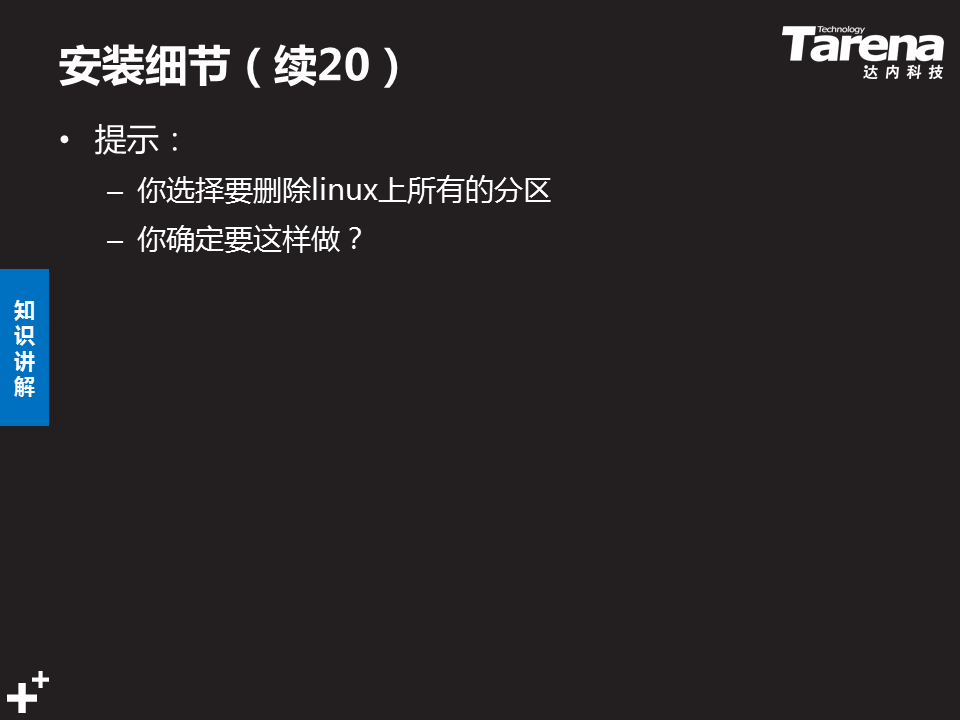 安装细节（续20）
Technology
Tarena
达内科技
• 提示：
– 你选择要删除linux上所有的分区
– 你确定要这样做？
知
识
讲
解